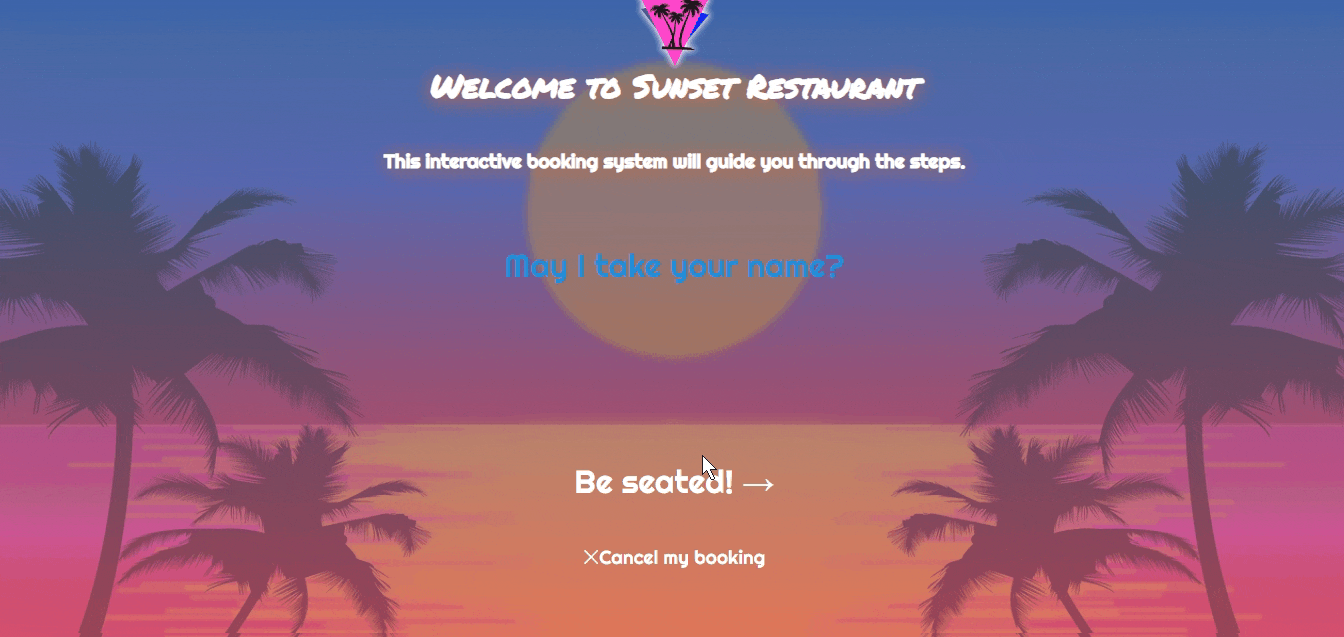 Welcome to Sunset Restaurant
This interactive booking system will guide you through the steps.
May I take your name?
Be seated! →
×Cancel my booking